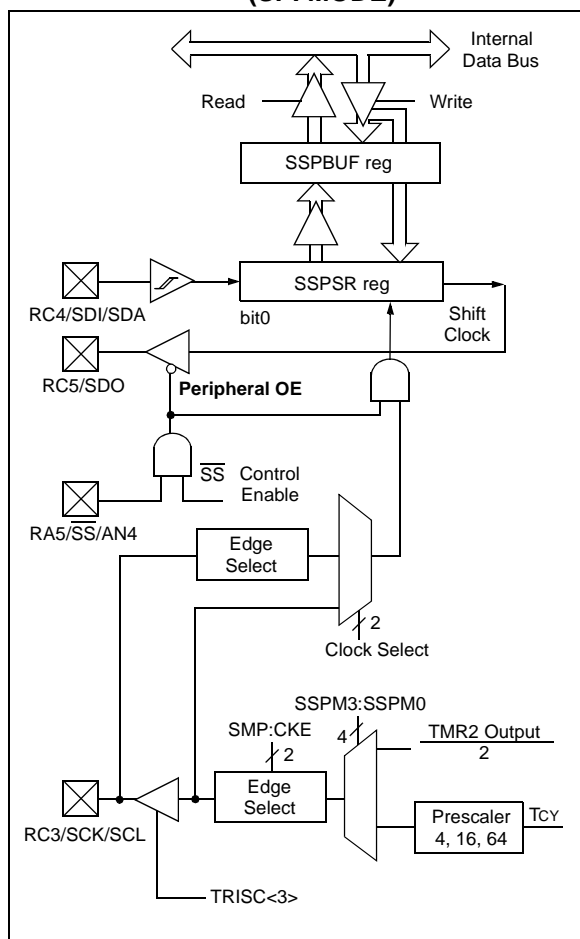 Internal
Data Bus
Read
Write
SSPBUF reg
SSPSR reg
RC4/SDI/SDA
bit0
Shift
Clock
RC5/SDO
Peripheral OE
SS
Control
Enable
RA5/SS/AN4
Edge
Select
2
Clock Select
SSPM3:SSPM0
SMP:CKE
4
TMR2 Output
2
2
Edge
Select
Prescaler
4, 16, 64
TCY
RC3/SCK/SCL
TRISC<3>